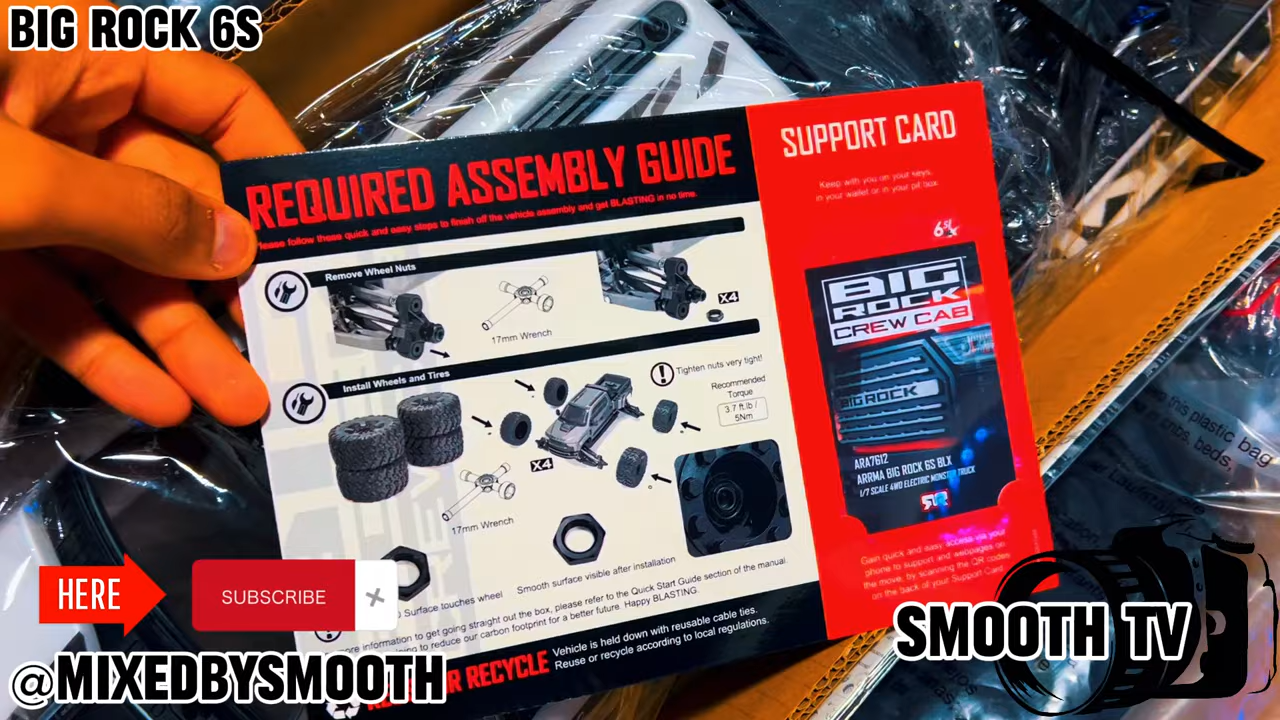 BIG ROCK 6S
REQUIRED ASSEMBLY GUIDE
Please follow these quick and easy steps to finish off the vehicle assembly and get BLASTING in no time.
Remove Wheel Nuts
17mm Wrench
X4
Install Wheels and Tires
Tighten nuts very tight!
Recommended
Torque
3.7 ft.lb /
5Nm
X4
17mm Wrench
Surface touches wheel
Smooth surface visible after installation
more information to get going straight out the box, please refer to the Quick Start Guide section of the manual.
to reduce our carbon footprint for a better future. Happy BLASTING.
OR RECYCLE
Vehicle is held down with reusable cable ties.
Reuse or recycle according to local regulations.
SUPPORT CARD
Keep with you on your keys,
in your wallet or in your pit box.
6S
BIG
ROCK
CREW CAB
BIG ROCK
ARA7612
ARRMA BIG ROCK 6S BLX
1/7 SCALE 4WD ELECTRIC MONSTER TRUCK
Gain quick and easy access via your
phone to support and webpages on
the move, by scanning the QR codes
on the back of your Support Card.
this plastic bag
cribs, beds,
HERE
SUBSCRIBE
@MIXEDBYSMOOTH
SMOOTH TV